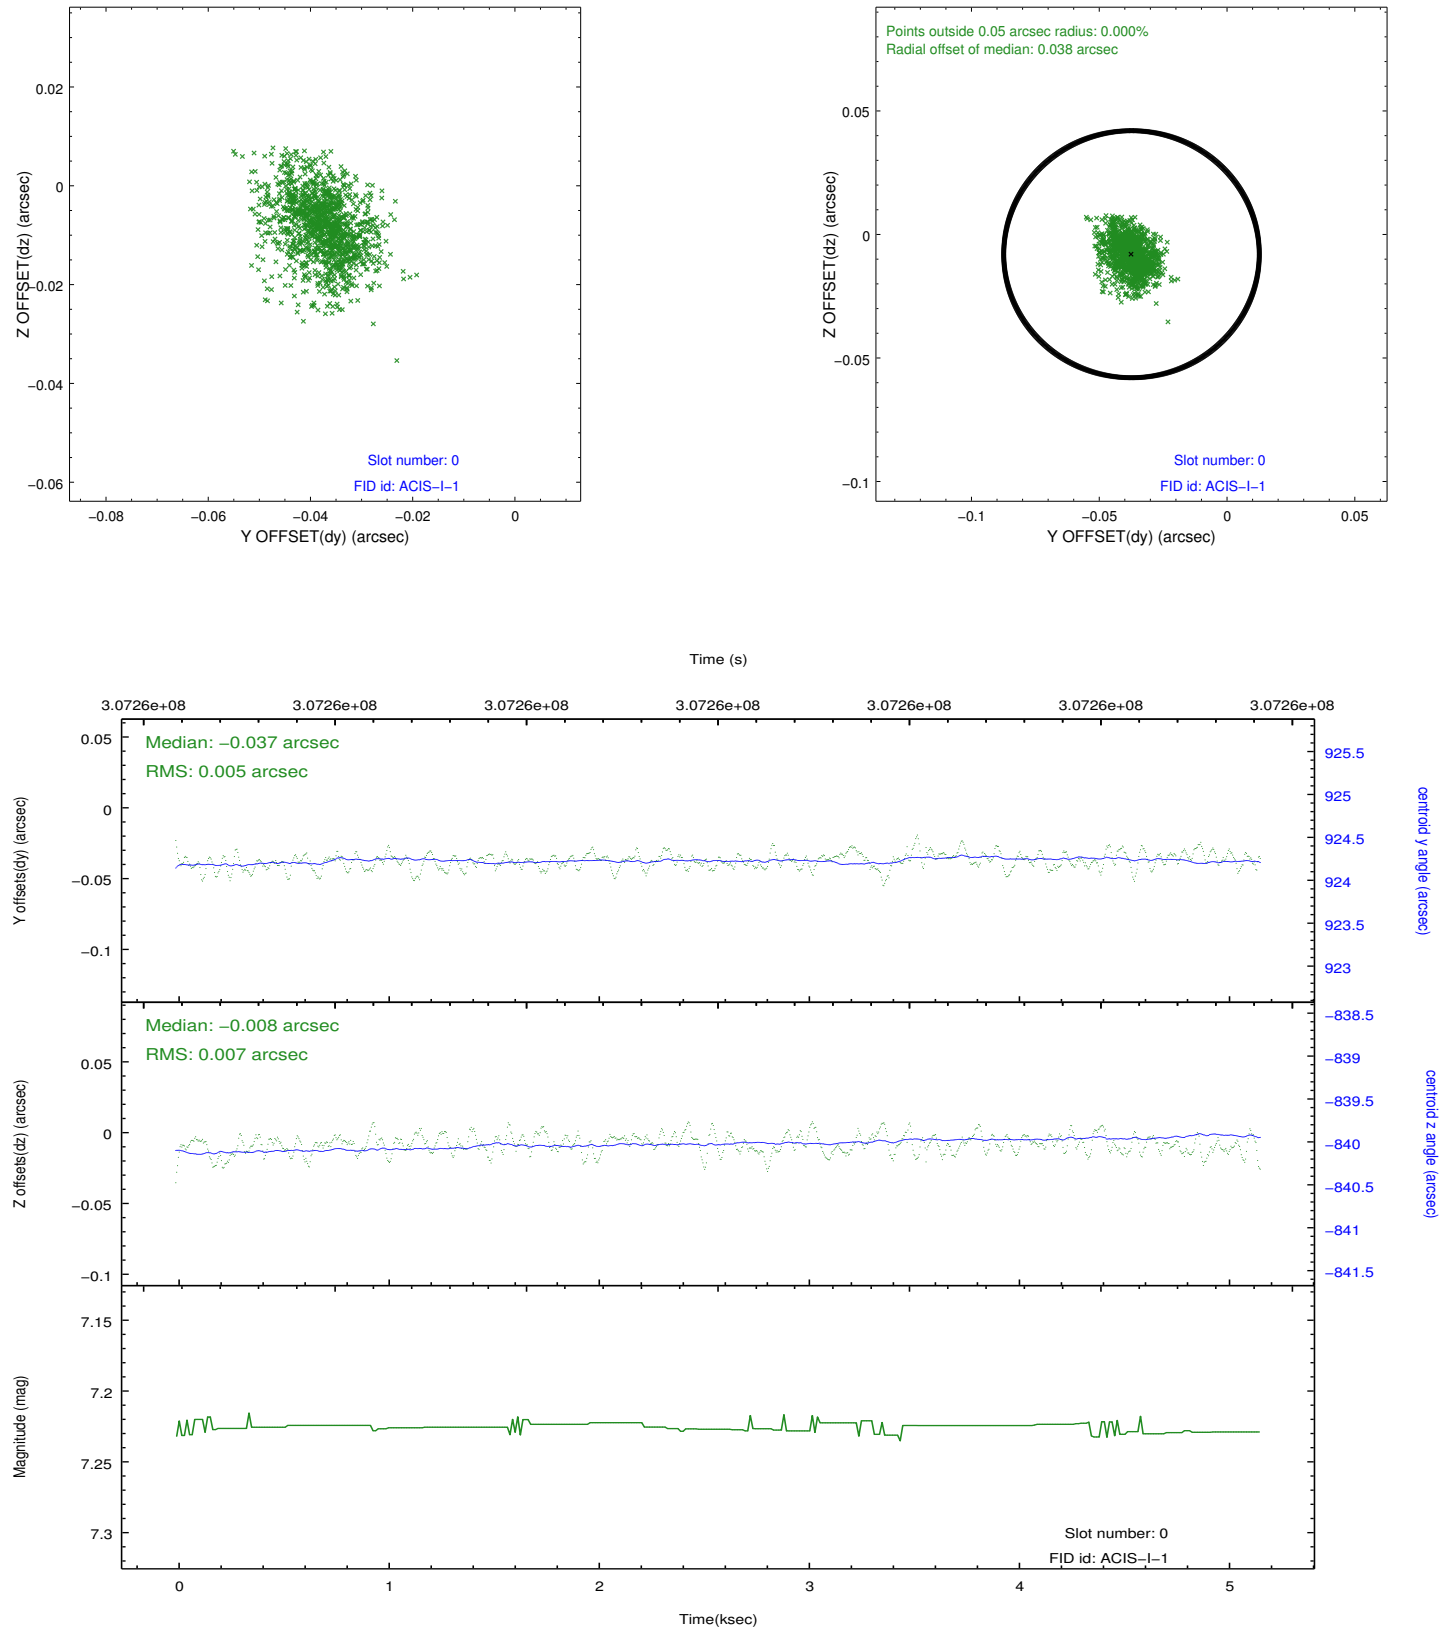 0.02
0
−0.02
−0.04
−0.06
Z OFFSET(dz) (arcsec)
Slot number: 0
FID id: ACIS−I−1
−0.08
−0.06
−0.04
−0.02
0
Y OFFSET(dy) (arcsec)
Points outside 0.05 arcsec radius: 0.000%
Radial offset of median: 0.038 arcsec
0.05
0
−0.05
−0.1
Z OFFSET(dz) (arcsec)
Slot number: 0
FID id: ACIS−I−1
−0.1
−0.05
0
0.05
Y OFFSET(dy) (arcsec)
Time (s)
3.0726e+08 3.0726e+08 3.0726e+08 3.0726e+08 3.0726e+08 3.0726e+08 3.0726e+08
Median: −0.037 arcsec
RMS: 0.005 arcsec
0.05
0
−0.05
−0.1
Y offsets(dy) (arcsec)
925.5
925
924.5
924
923.5
923
centroid y angle (arcsec)
Median: −0.008 arcsec
RMS: 0.007 arcsec
0.05
0
−0.05
−0.1
Z offsets(dz) (arcsec)
−838.5
−839
−839.5
−840
−840.5
−841
−841.5
centroid z angle (arcsec)
7.15
7.2
7.25
7.3
Magnitude (mag)
Slot number: 0
FID id: ACIS−I−1
0 1 2 3 4 5
Time(ksec)